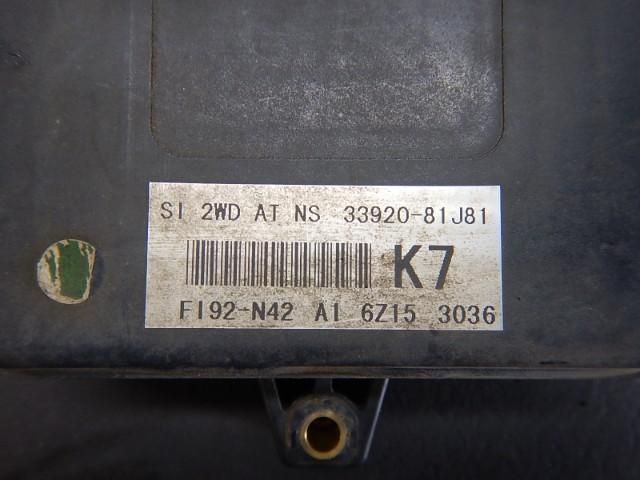 SI 2WD AT NS 33920-81J81
K7
FI92-N42 A1 6Z15 3036